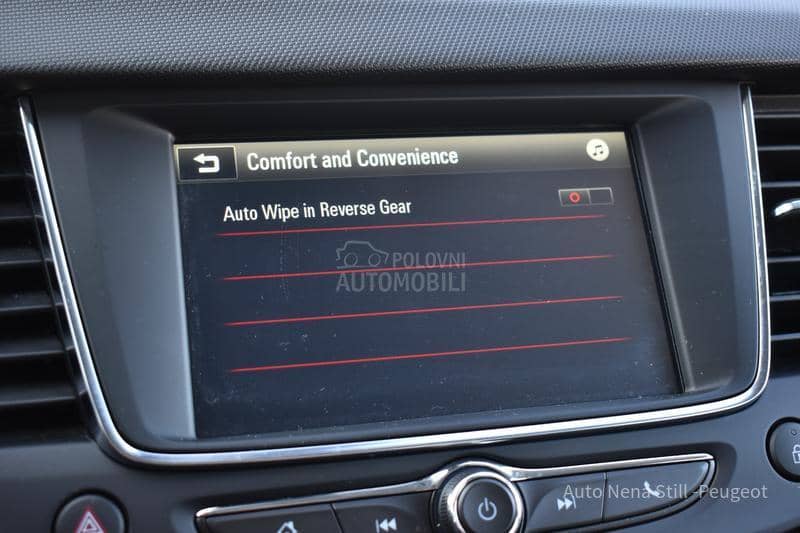 Comfort and Convenience
Auto Wipe in Reverse Gear
POLOVNI
AUTOMOBILI
Auto Nena Still -Peugeot